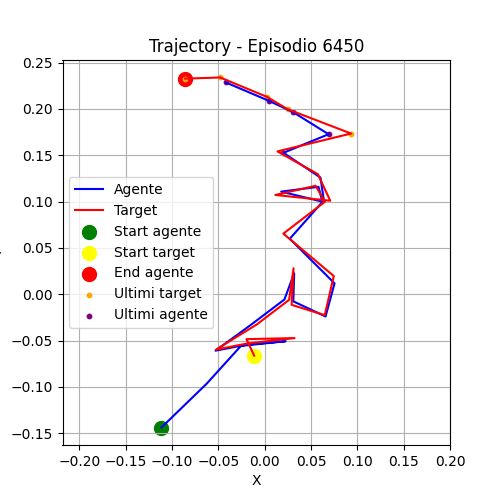 Trajectory - Episodio 6450
0.25
0.20
0.15
0.10
0.05
0.00
−0.05
−0.10
−0.15
Agente
Target
Start agente
Start target
End agente
Ultimi target
Ultimi agente
−0.20 −0.15 −0.10 −0.05 0.00 0.05 0.10 0.15 0.20
X